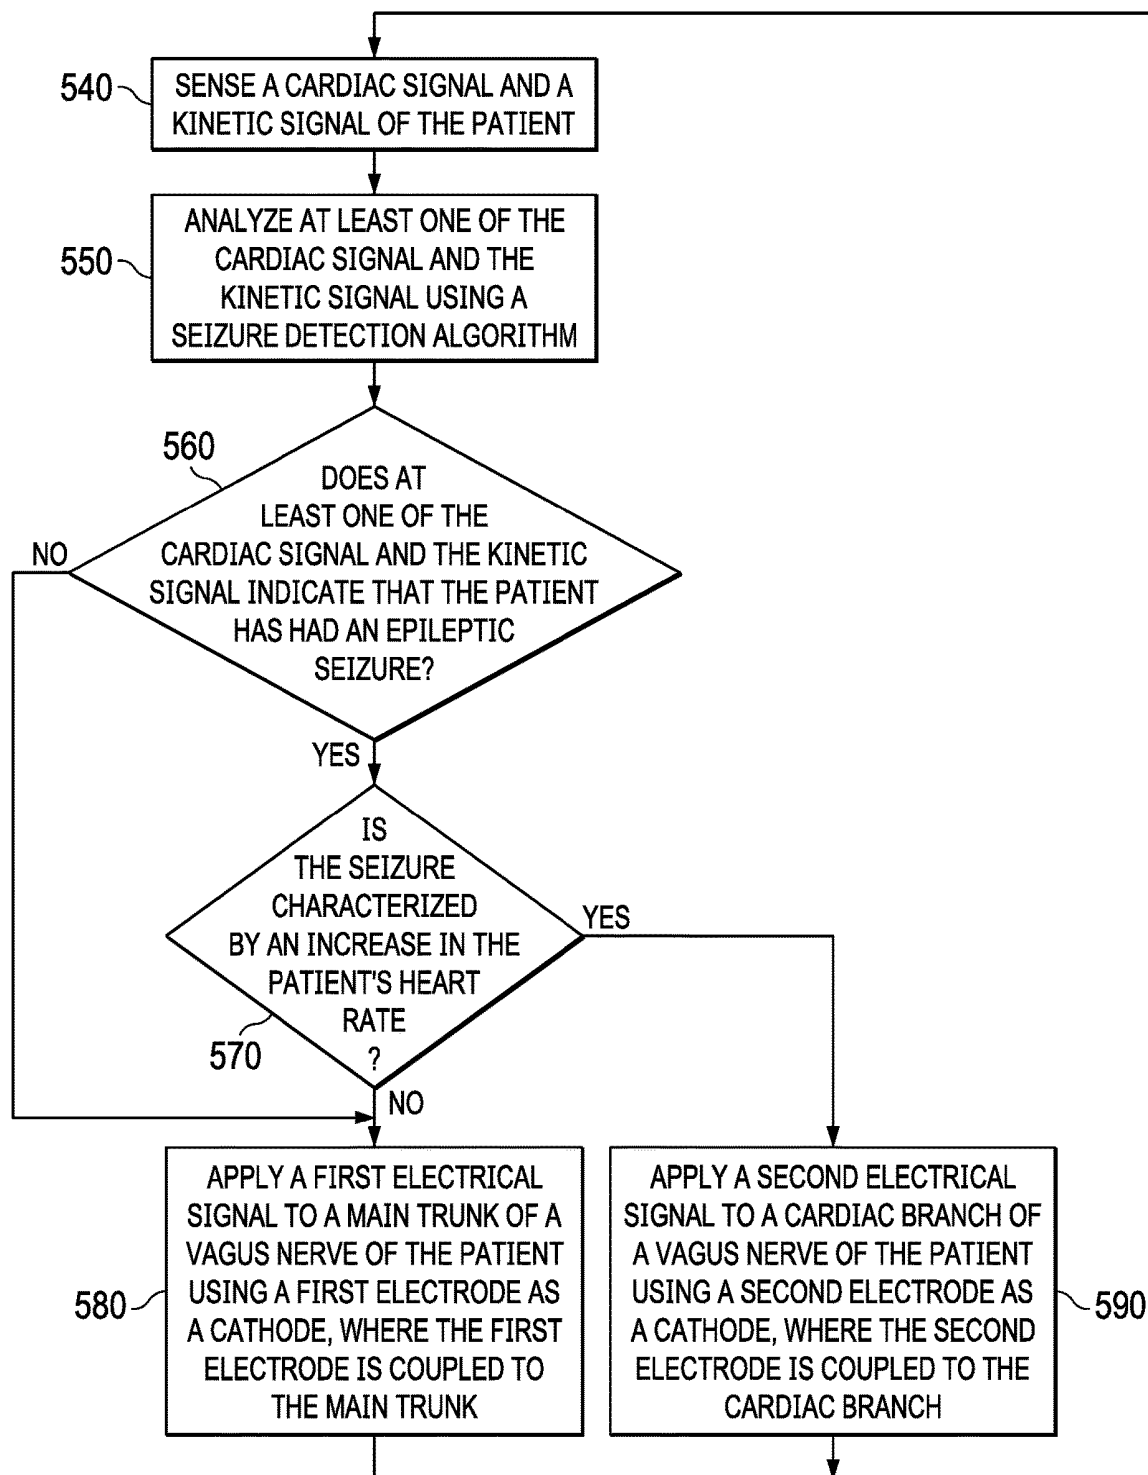 540
SENSE A CARDIAC SIGNAL AND A
KINETIC SIGNAL OF THE PATIENT
550
ANALYZE AT LEAST ONE OF THE
CARDIAC SIGNAL AND THE
KINETIC SIGNAL USING A
SEIZURE DETECTION ALGORITHM
560
DOES AT
LEAST ONE OF THE
CARDIAC SIGNAL AND THE KINETIC
SIGNAL INDICATE THAT THE PATIENT
HAS HAD AN EPILEPTIC
SEIZURE?
NO
YES
IS
THE SEIZURE
CHARACTERIZED
BY AN INCREASE IN THE
PATIENT'S HEART
RATE
?
YES
570
NO
APPLY A FIRST ELECTRICAL
SIGNAL TO A MAIN TRUNK OF A
VAGUS NERVE OF THE PATIENT
USING A FIRST ELECTRODE AS
A CATHODE, WHERE THE FIRST
ELECTRODE IS COUPLED TO
THE MAIN TRUNK
580
APPLY A SECOND ELECTRICAL
SIGNAL TO A CARDIAC BRANCH OF
A VAGUS NERVE OF THE PATIENT
USING A SECOND ELECTRODE AS
A CATHODE, WHERE THE SECOND
ELECTRODE IS COUPLED TO THE
CARDIAC BRANCH
590